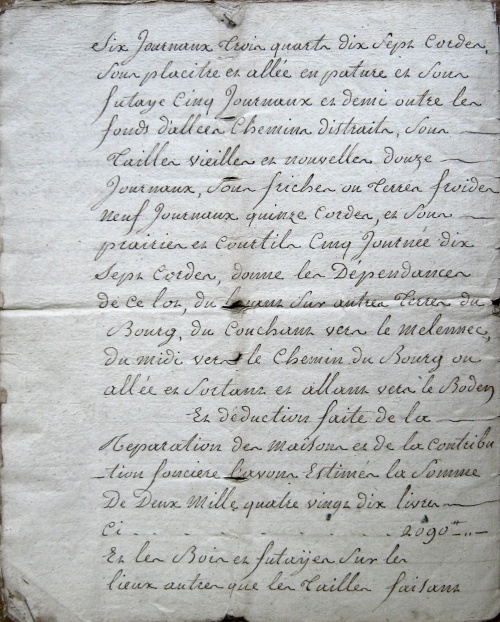 Six Journaux trois quarts dix sept Cordes,
Sous placitre et allée en pature et sous
futaye Cinq Journaux et demi outre les
fonds d'allées Chemins distraits, Sous
Tailles vieilles et nouvelles douze
Journaux, Sous friches ou Terres froides
neuf Journaux quinze Cordes, et Sous
prairies et Courtils Cinq Journée dix
Sept Cordes, donne les Dépendances
de ce lot, du levant Sur autres Terres du
Bourg, du Couchant vers le melennec,
du midi vers le Chemin du Bourg ou
allée et Sortant et allant vers le Boden
Et déduction faite de la
Reparation des maisons et de la contribu
tion fonciere L'avons Estimés la Somme
De Deux Mille quatre vingt dix livres
Ci . . . . . . . . . . . 2090
Et les Bois et futayes Sur les
lieux autres que les Tailles faisant